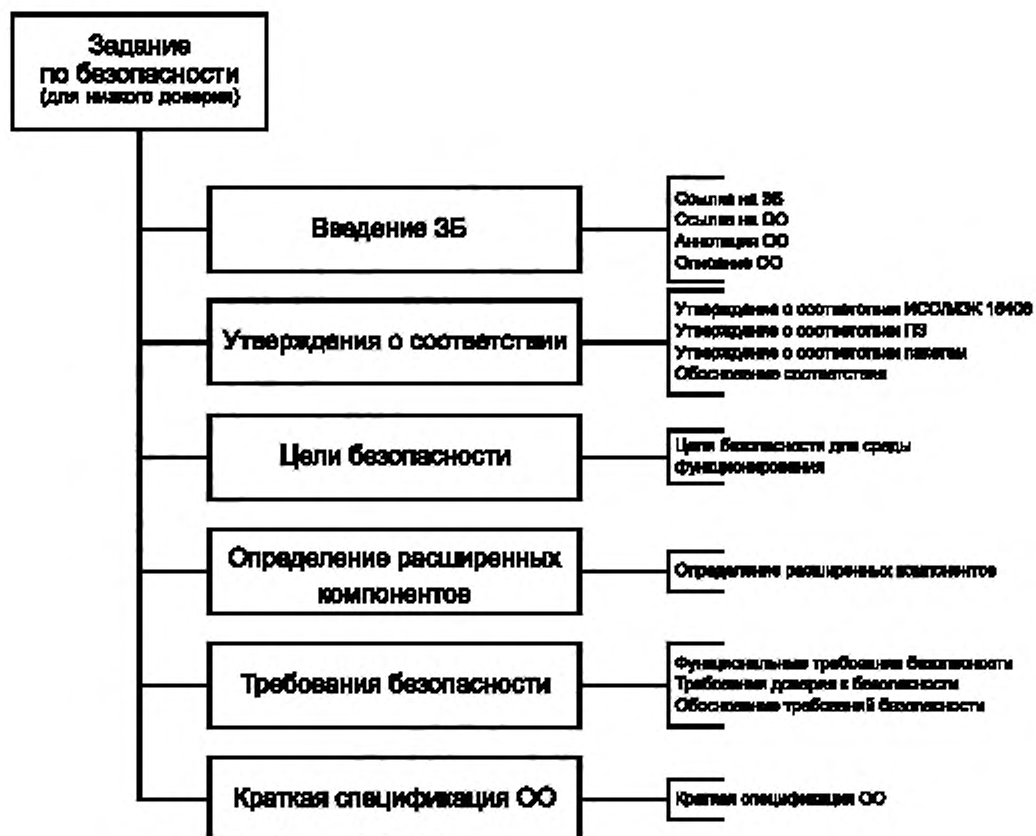 Задание
по безопасности
(для низкого доверия)
Введение ЗБ
Ссылка на ЗБ
Ссылка на ОО
Аннотация ОО
Описание ОО
Утверждения о соответствии
Утверждение о соответствии ИСО/МЭК 15408
Утверждение о соответствии ПЗ
Утверждение о соответствии пакетам
Обоснование соответствия
Цели безопасности
Цели безопасности для среды
функционирования
Определение расширенных
компонентов
Определение расширенных компонентов
Требования безопасности
Функциональные требования безопасности
Требования доверия к безопасности
Обоснование требований безопасности
Краткая спецификация ОО
Краткая спецификация ОО